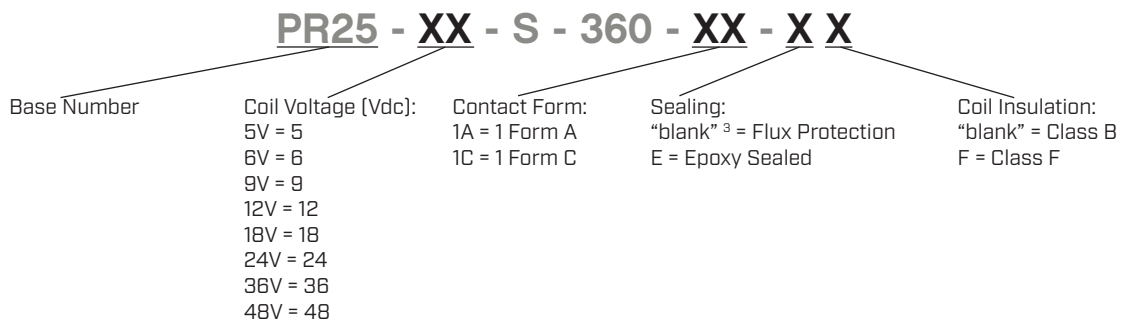 PR25 - XX - S - 360 - XX - X X
Base Number
Coil Voltage (Vdc):
5V = 5
6V = 6
9V = 9
12V = 12
18V = 18
24V = 24
36V = 36
48V = 48
Contact Form:
1A = 1 Form A
1C = 1 Form C
Sealing:
“blank” ³ = Flux Protection
E = Epoxy Sealed
Coil Insulation:
“blank” = Class B
F = Class F